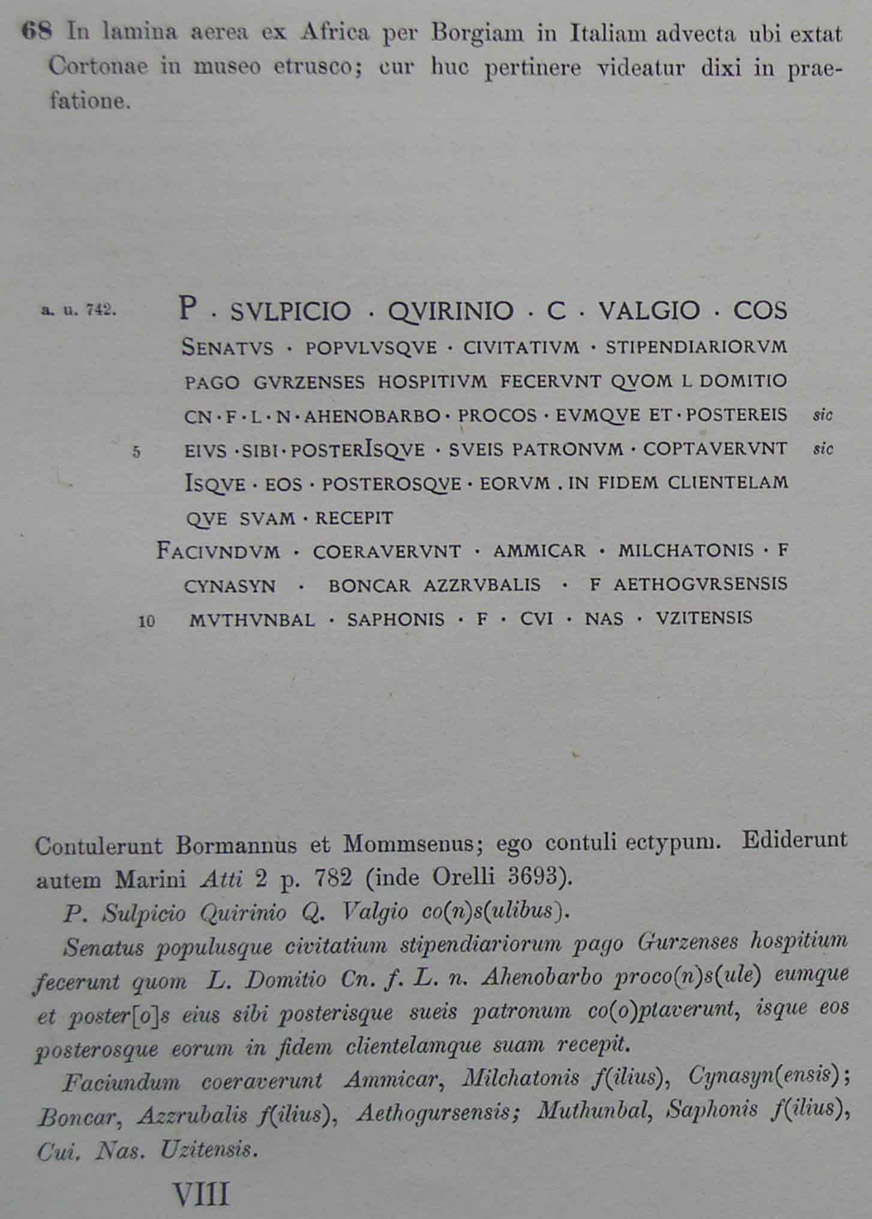 68 In lamina aerea ex Africa per Borgiam in Italiam advecta ubi extat
Cortonae in museo etrusco; cur huc pertinere videatur dixi in prae-
fatione.
a. u. 742. P · SVLPICIO · QVIRINIO · C · VALGIO · COS
SENATVS · POPVLVSQVE · CIVITATIVM · STIPENDIARIORVM
PAGO GVRZENSES HOSPITIVM FECERVNT QVOM L DOMITIO
CN · F · L · N · AHENOBARBO · PROCOS · EVMQVE ET · POSTEREIS sic
5 EIVS · SIBI · POSTERISQVE · SVEIS PATRONVM · COPTAVERVNT sic
ISQVE · EOS · POSTEROSQVE · EORVM . IN FIDEM CLIENTELAM
QVE SVAM · RECEPIT
FACIVNDVM · COERAVERVNT · AMMICAR · MILCHATONIS · F
CYNASYN · BONCAR AZZRVBALIS · F AETHOGVRSENSIS
10 MVTHVNBAL · SAPHONIS · F · CVI · NAS · VZITENSIS
Contulerunt Bormannus et Mommsenus; ego contuli ectypum. Ediderunt
autem Marini Atti 2 p. 782 (inde Orelli 3693).
P. Sulpicio Quirinio Q. Valgio co(n)s(ulibus).
Senatus populusque civitatium stipendiariorum pago Gurzenses hospitium
fecerunt quom L. Domitio Cn. f. L. n. Ahenobarbo proco(n)s(ule) eumque
et poster[o]s eius sibi posterisque sueis patronum co(o)ptaverunt, isque eos
posterosque eorum in fidem clientelamque suam recepit.
Faciundum coeraverunt Ammicar, Milchatonis f(ilius), Cynasyn(ensis);
Boncar, Azzrubalis f(ilius), Aethogursensis; Muthunbal, Saphonis f(ilius),
Cui. Nas. Uzitensis.
VIII